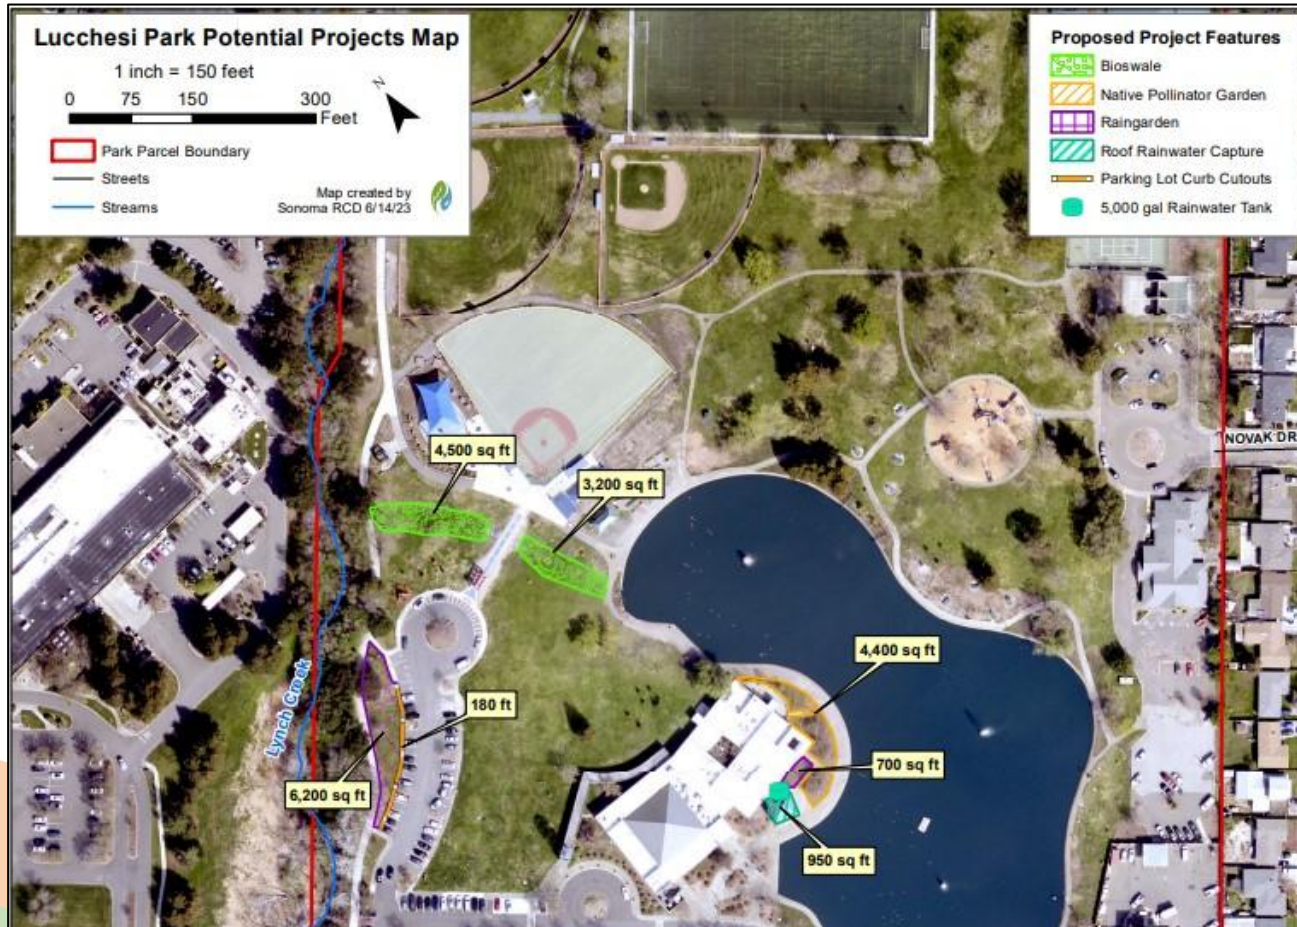 Lucchesi Park Potential Projects Map
1 inch = 150 feet
0 75 150 300
Feet
N
Park Parcel Boundary
Streets
Streams
Map created by
Sonoma RCD 6/14/23
Proposed Project Features
Bioswale
Native Pollinator Garden
Raingarden
Roof Rainwater Capture
Parking Lot Curb Cutouts
5,000 gal Rainwater Tank
NOVAK DR
4,500 sq ft
3,200 sq ft
4,400 sq ft
Lynch Creek
180 ft
700 sq ft
6,200 sq ft
950 sq ft